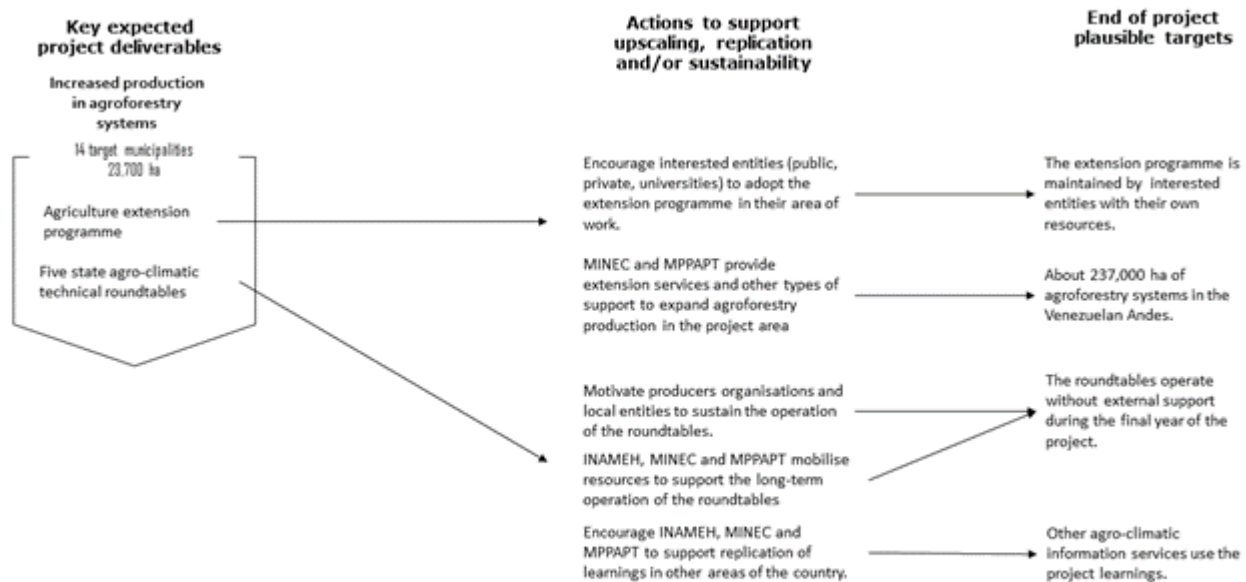 Key expected
project deliverables
Increased production
in agroforestry
systems
14 target municipalities
23,700 ha
Agriculture extension
programme
Five state agro-climatic
technical roundtables
Actions to support
upscaling, replication
and/or sustainability
Encourage interested entities (public,
private, universities) to adopt the
extension programme in their area of
work.
MINEC and MPPAPT provide
extension services and other types of
support to expand agroforestry
production in the project area
Motivate producers organisations and
local entities to sustain the operation
of the roundtables.
INAMEH, MINEC and MPPAPT mobilise
resources to support the long-term
operation of the roundtables
Encourage INAMEH, MINEC and
MPPAPT to support replication of
learnings in other areas of the country.
End of project
plausible targets
The extension programme is
maintained by interested
entities with their own
resources.
About 237,000 ha of
agroforestry systems in the
Venezuelan Andes.
The roundtables operate
without external support
during the final year of the
project.
Other agro-climatic
information services use the
project learnings.